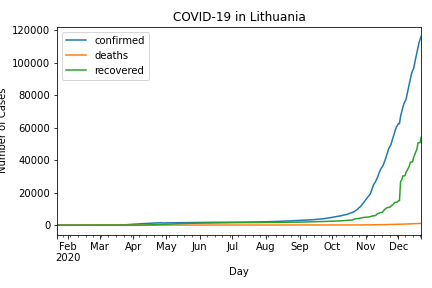 COVID-19 in Lithuania
confirmed
deaths
recovered
120000
100000
80000
60000
40000
20000
0
Number of Cases
Feb Mar Apr May Jun Jul Aug Sep Oct Nov Dec
2020
Day